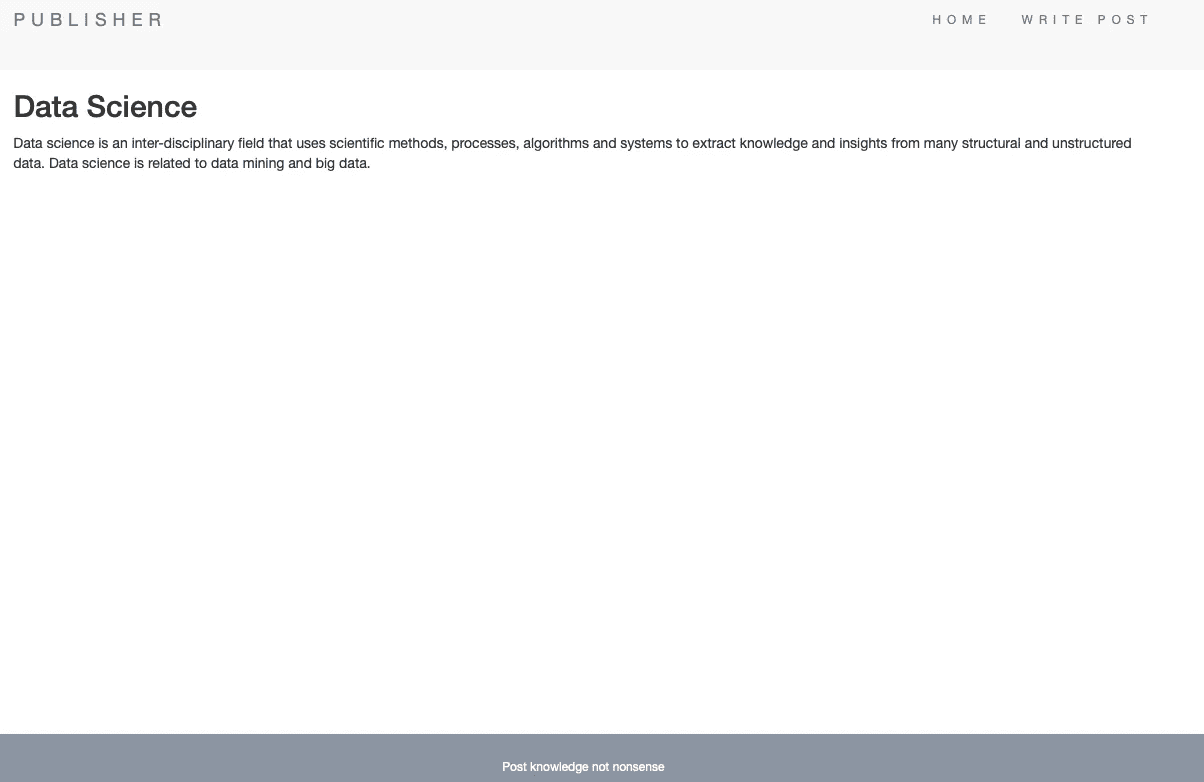 PUBLISHER
HOME WRITE POST
Data Science
Data science is an inter-disciplinary field that uses scientific methods, processes, algorithms and systems to extract knowledge and insights from many structural and unstructured
data. Data science is related to data mining and big data.
Post knowledge not nonsense